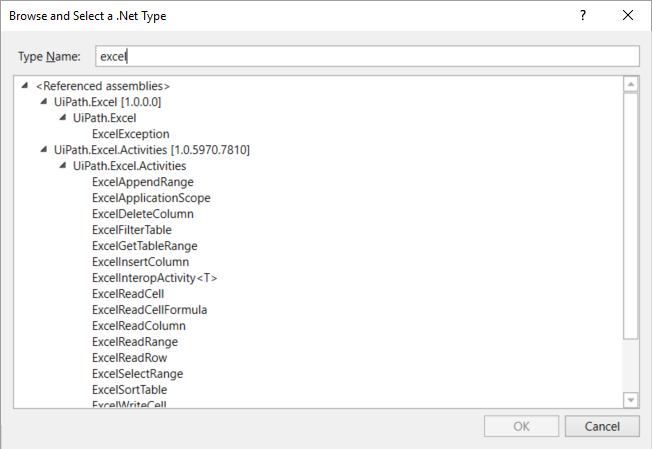 Browse and Select a .Net Type
Type Name: excel
<Referenced assemblies>
UiPath.Excel [1.0.0.0]
UiPath.Excel
ExcelException
UiPath.Excel.Activities [1.0.5970.7810]
UiPath.Excel.Activities
ExcelAppendRange
ExcelApplicationScope
ExcelDeleteColumn
ExcelFilterTable
ExcelGetTableRange
ExcelInsertColumn
ExcelInteropActivity<T>
ExcelReadCell
ExcelReadCellFormula
ExcelReadColumn
ExcelReadRange
ExcelReadRow
ExcelSelectRange
ExcelSortTable
ExcelWriteCell
OK Cancel